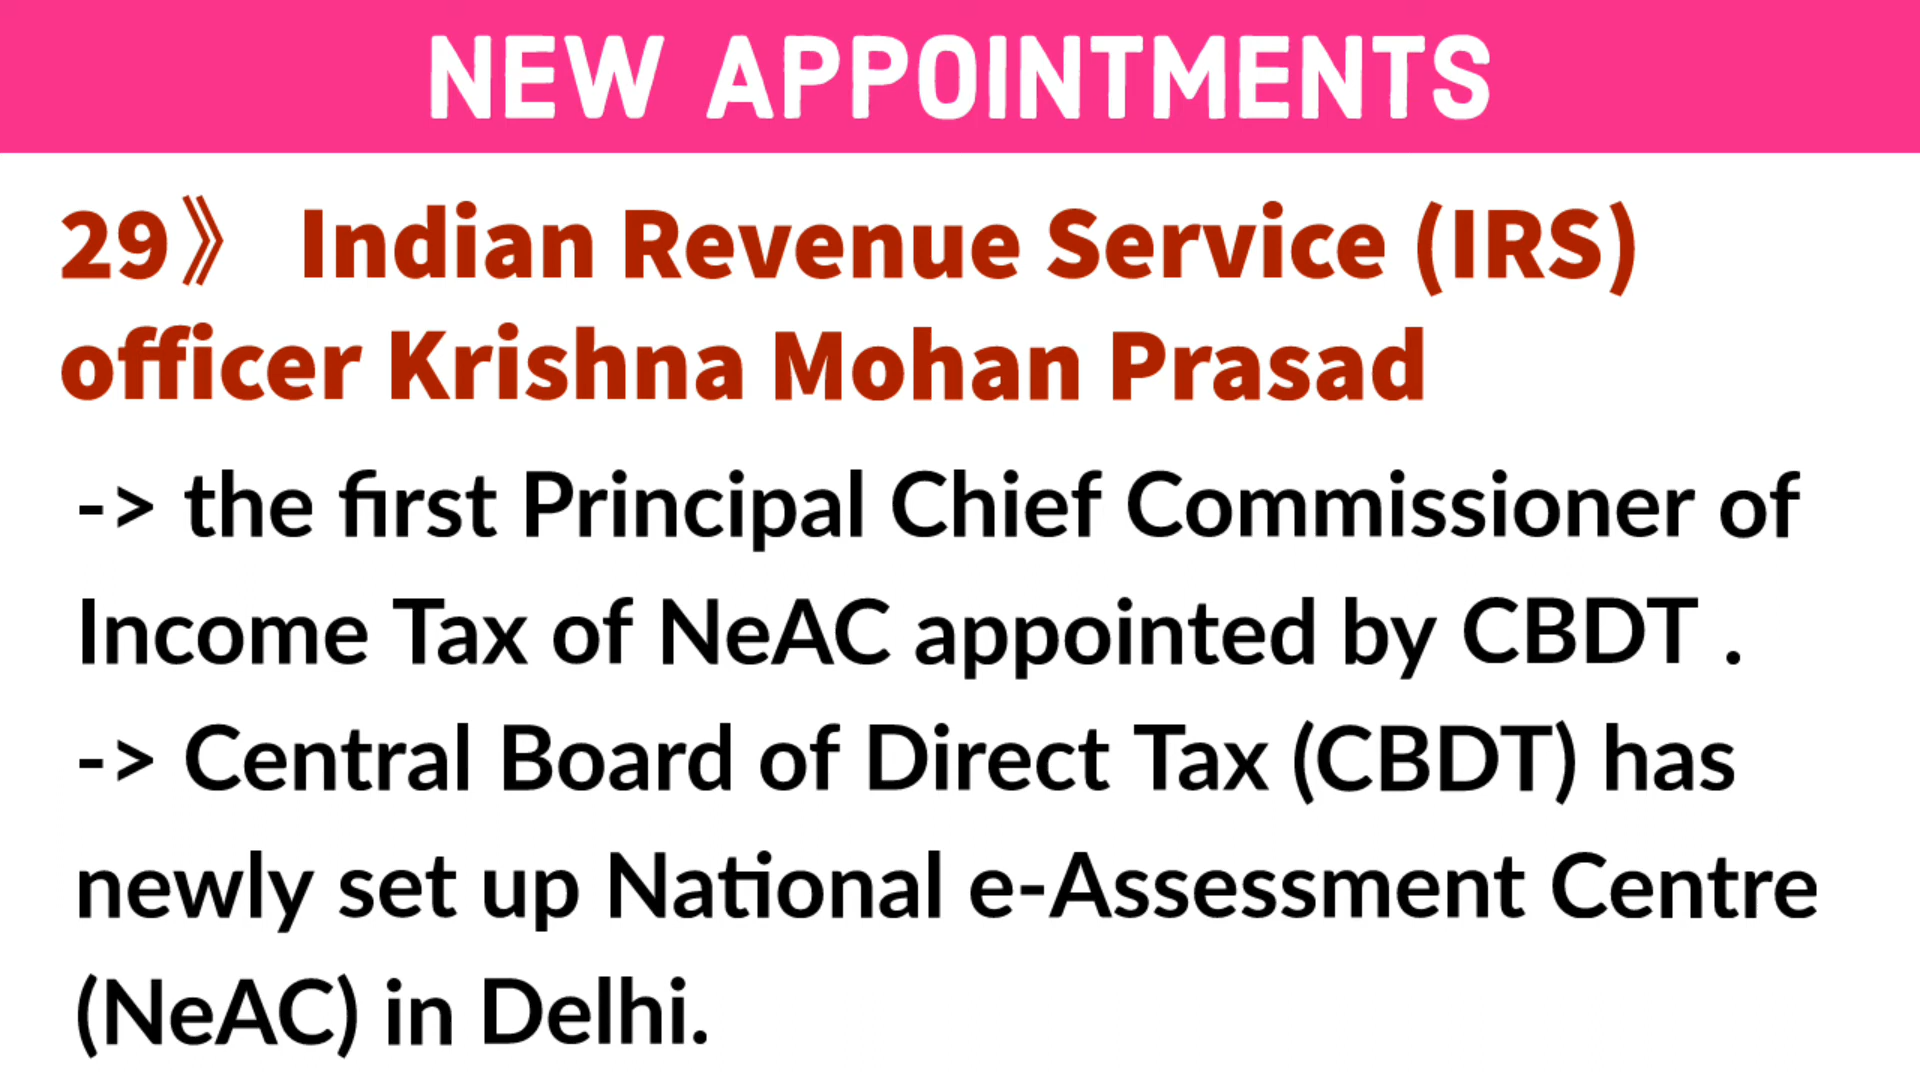 NEW APPOINTMENTS
29》 Indian Revenue Service (IRS)
officer Krishna Mohan Prasad
-> the first Principal Chief Commissioner of
Income Tax of NeAC appointed by CBDT .
-> Central Board of Direct Tax (CBDT) has
newly set up National e-Assessment Centre
(NeAC) in Delhi.